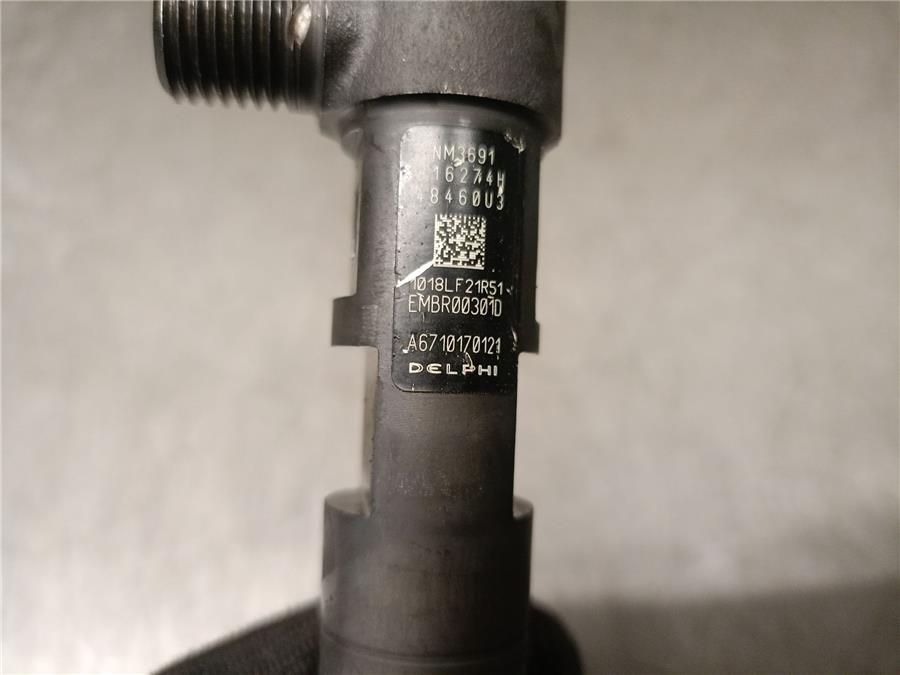 NM3691
16274H
48460U3
1018LF21R51
EMBR00301D
A6710170121
DELPHI